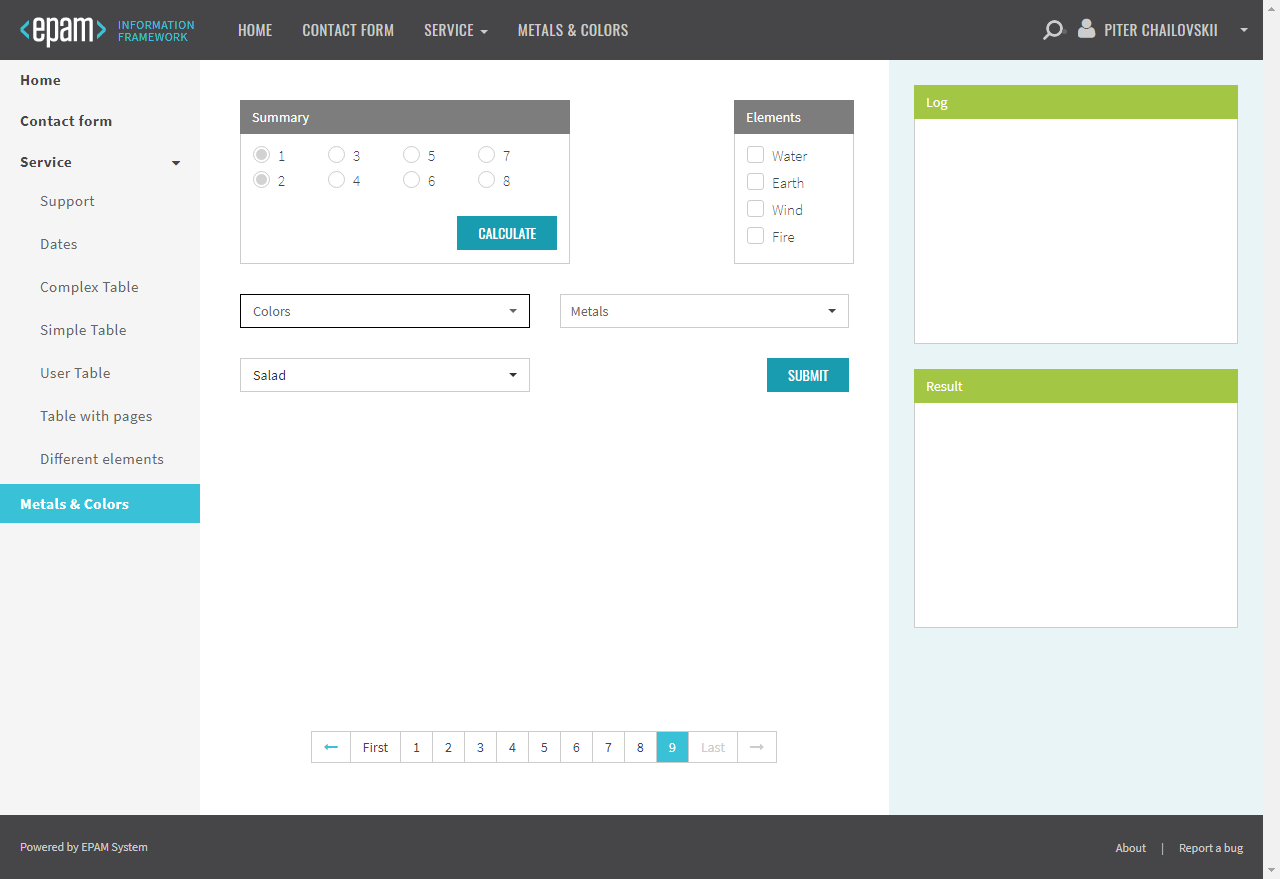 <epam> INFORMATION FRAMEWORK
HOME CONTACT FORM SERVICE METALS & COLORS
PITER CHAILOVSKII
Home
Contact form
Service
Support
Dates
Complex Table
Simple Table
User Table
Table with pages
Different elements
Metals & Colors
Summary
1 3 5 7
2 4 6 8
CALCULATE
Elements
Water
Earth
Wind
Fire
Colors
Metals
Salad
SUBMIT
First 1 2 3 4 5 6 7 8 9 Last
Log
Result
Powered by EPAM System
About | Report a bug